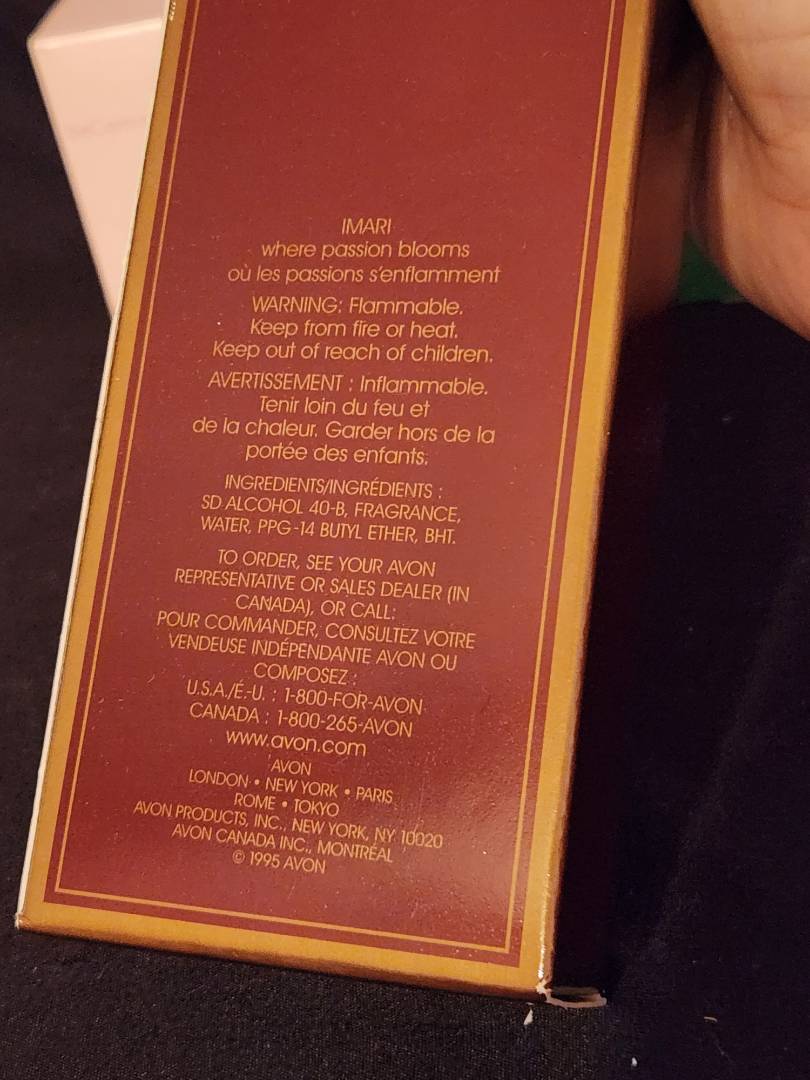 IMARI
where passion blooms
où les passions s'enflamment
WARNING: Flammable.
Keep from fire or heat.
Keep out of reach of children.
AVERTISSEMENT : Inflammable.
Tenir loin du feu et
de la chaleur. Garder hors de la
portée des enfants.
INGREDIENTS/INGRÉDIENTS :
SD ALCOHOL 40-B, FRAGRANCE,
WATER, PPG-14 BUTYL ETHER, BHT.
TO ORDER, SEE YOUR AVON
REPRESENTATIVE OR SALES DEALER (IN
CANADA), OR CALL:
POUR COMMANDER, CONSULTEZ VOTRE
VENDEUSE INDÉPENDANTE AVON OU
COMPOSEZ :
U.S.A./É.-U. : 1-800-FOR-AVON
CANADA : 1-800-265-AVON
www.avon.com
AVON
LONDON • NEW YORK • PARIS
ROME • TOKYO
AVON PRODUCTS, INC., NEW YORK, NY 10020
AVON CANADA INC., MONTRÉAL
© 1995 AVON